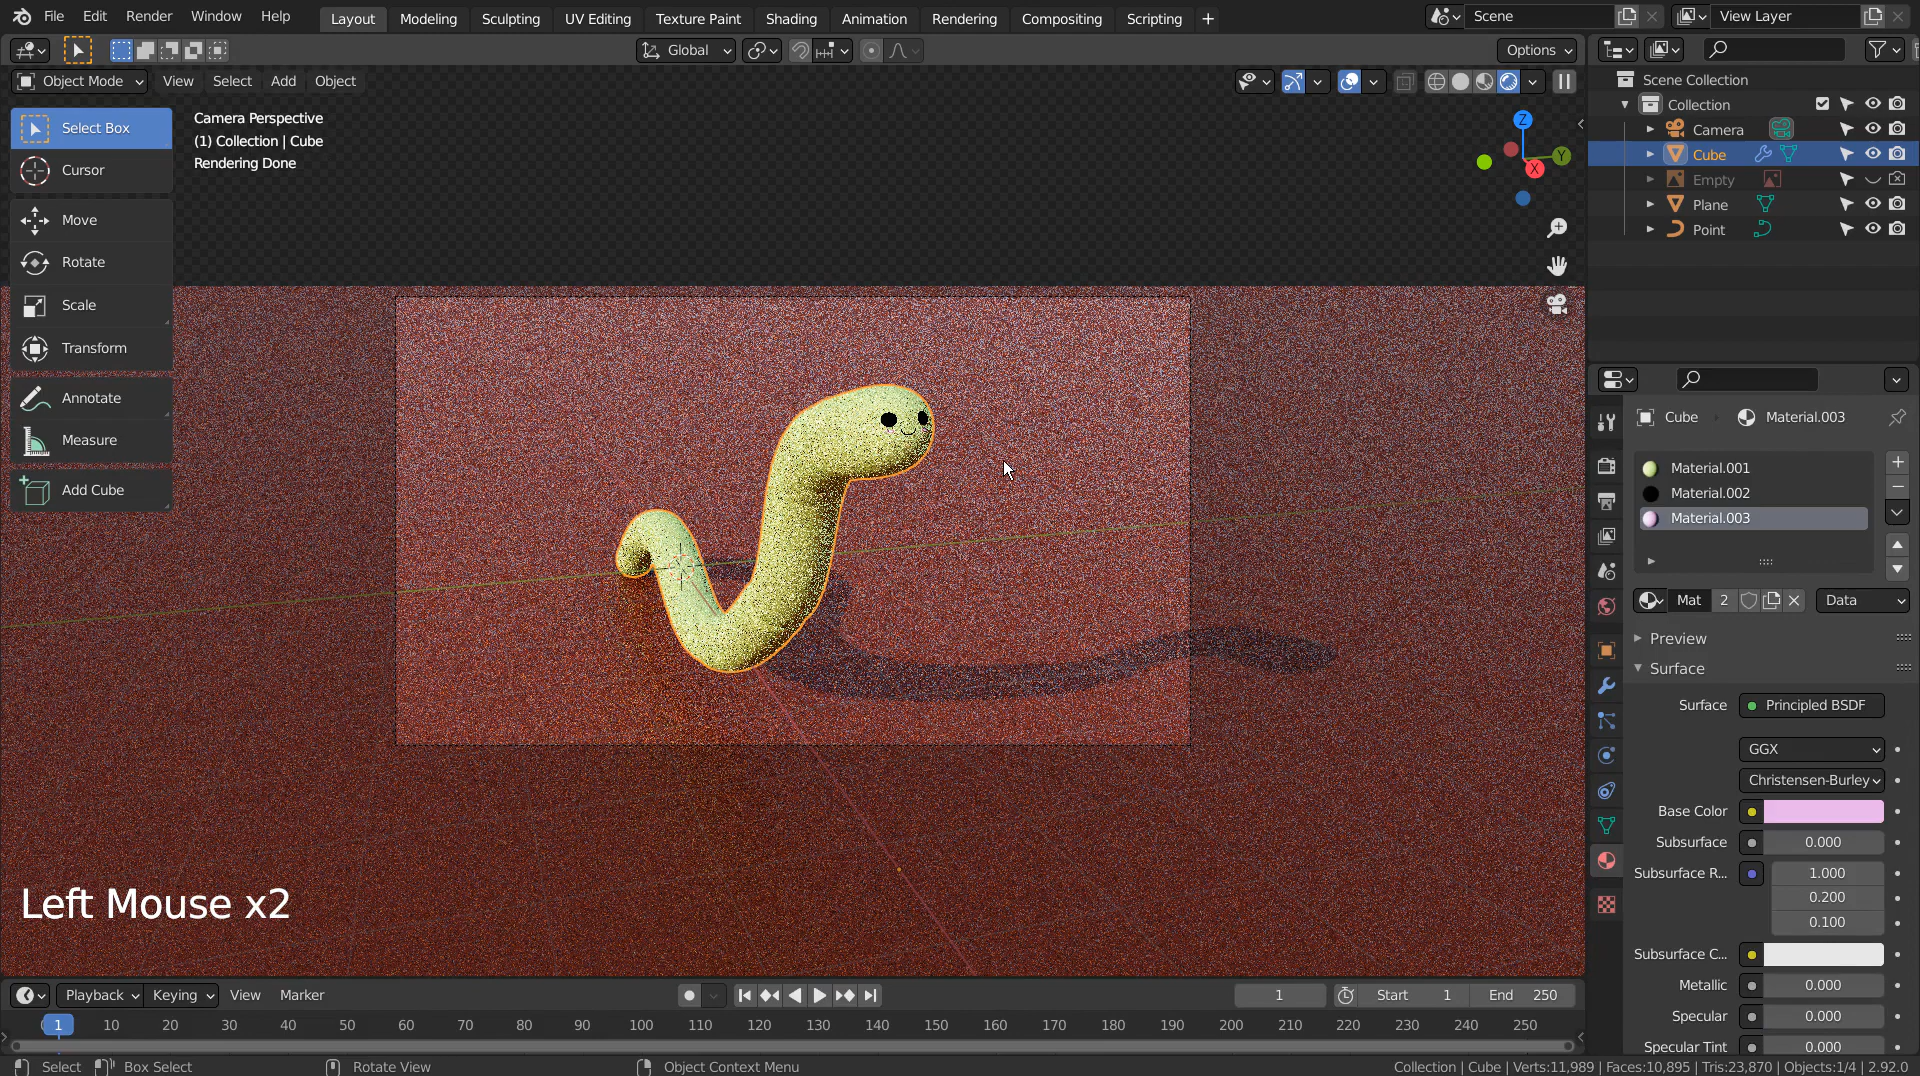 File Edit Render Window Help
Layout Modeling Sculpting UV Editing Texture Paint Shading Animation Rendering Compositing Scripting +
Scene
View Layer
Global
Options
Object Mode View Select Add Object
Select Box
Cursor
Move
Rotate
Scale
Transform
Annotate
Measure
Add Cube
Camera Perspective
(1) Collection | Cube
Rendering Done
Z
Y
X
Left Mouse x2
Scene Collection
Collection
Camera
Cube
Empty
Plane
Point
Cube Material.003
Material.001
Material.002
Material.003
Mat 2 Data
Preview
Surface
Surface Principled BSDF
GGX
Christensen-Burley
Base Color
Subsurface 0.000
Subsurface R... 1.000
0.200
0.100
Subsurface C...
Metallic 0.000
Specular 0.000
Specular Tint 0.000
Playback Keying View Marker
1 Start 1 End 250
1 10 20 30 40 50 60 70 80 90 100 110 120 130 140 150 160 170 180 190 200 210 220 230 240 250
Select Box Select Rotate View Object Context Menu
Collection | Cube | Verts:11,989 | Faces:10,895 | Tris:23,870 | Objects:1/4 | 2.92.0